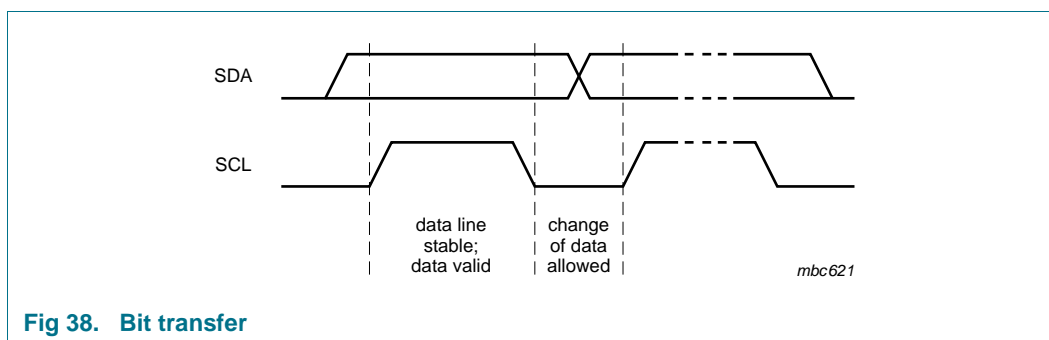 SDA
SCL
data line
stable;
data valid
change
of data
allowed
mbc621
Fig 38. Bit transfer